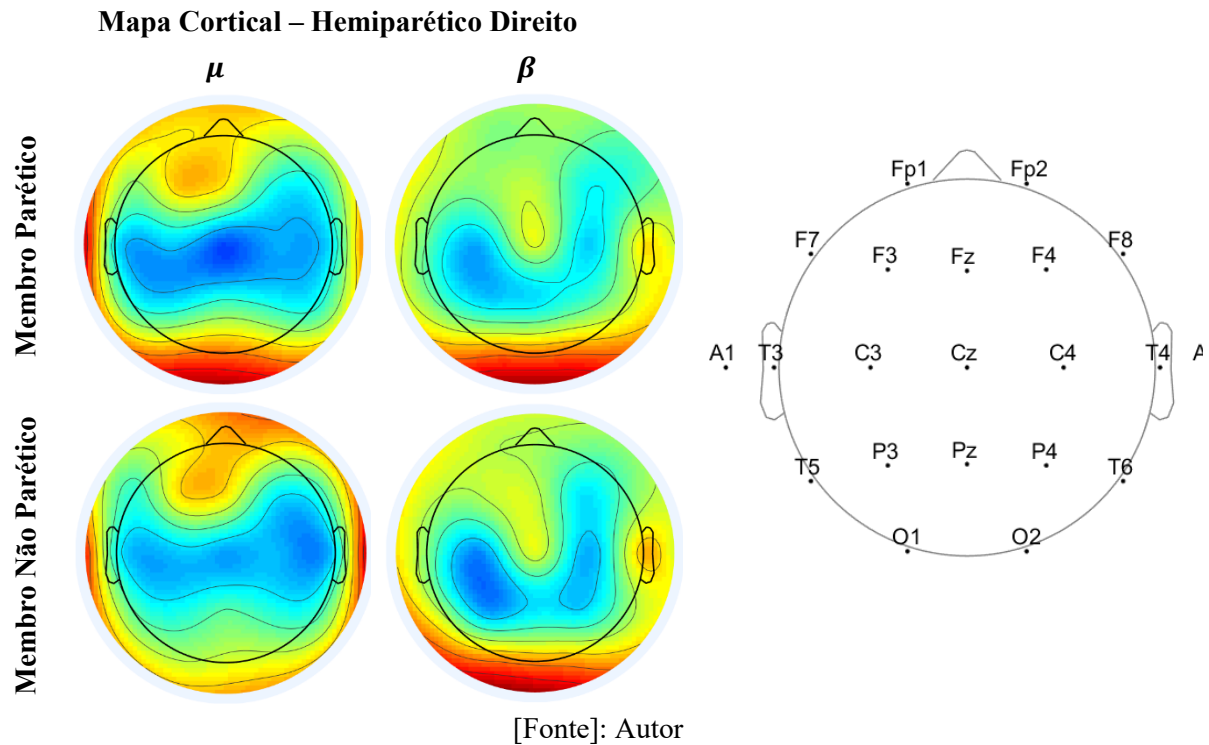 Mapa Cortical – Hemiparético Direito
μ β
Membro Parético
Membro Não Parético
Fp1 Fp2
F7 F3 Fz F4 F8
A1 T3 C3 Cz C4 T4 A
T5 P3 Pz P4 T6
O1 O2
[Fonte]: Autor